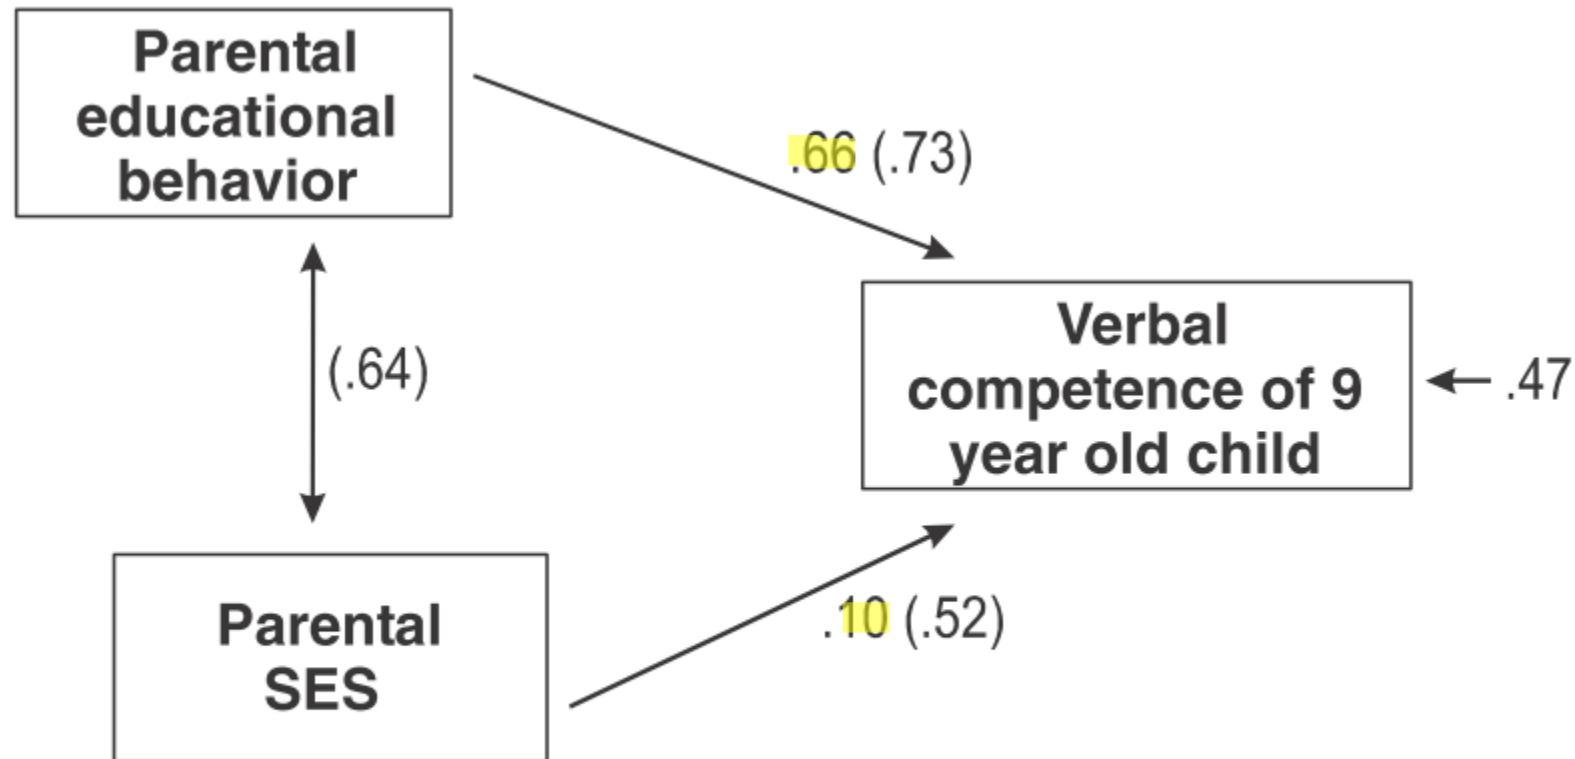 Parental
educational
behavior
.66 (.73)
(.64)
Verbal
competence of 9
year old child
.47
.10 (.52)
Parental
SES